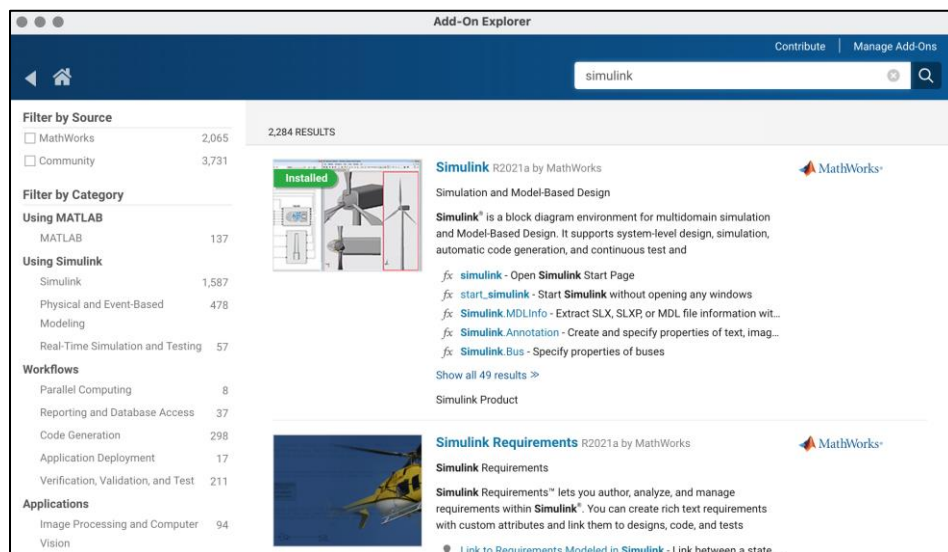 Add-On Explorer
Contribute
Manage Add-Ons
simulink
Filter by Source
MathWorks 2,065
Community 3,731
Filter by Category
Using MATLAB
MATLAB 137
Using Simulink
Simulink 1,587
Physical and Event-Based
Modeling 478
Real-Time Simulation and Testing 57
Workflows
Parallel Computing 8
Reporting and Database Access 37
Code Generation 298
Application Deployment 17
Verification, Validation, and Test 211
Applications
Image Processing and Computer
Vision 94
2,284 RESULTS
Installed
Simulink R2021a by MathWorks
MathWorks®
Simulation and Model-Based Design
Simulink® is a block diagram environment for multidomain simulation
and Model-Based Design. It supports system-level design, simulation,
automatic code generation, and continuous test and
fx simulink - Open Simulink Start Page
fx start_simulink - Start Simulink without opening any windows
fx Simulink.MDLInfo - Extract SLX, SLXP, or MDL file information wit...
fx Simulink.Annotation - Create and specify properties of text, imag...
fx Simulink.Bus - Specify properties of buses
Show all 49 results »
Simulink Product
Simulink Requirements R2021a by MathWorks
MathWorks®
Simulink Requirements
Simulink Requirements™ lets you author, analyze, and manage
requirements within Simulink®. You can create rich text requirements
with custom attributes and link them to designs, code, and tests
Link to Requirements Modeled in Simulink - Link between a state